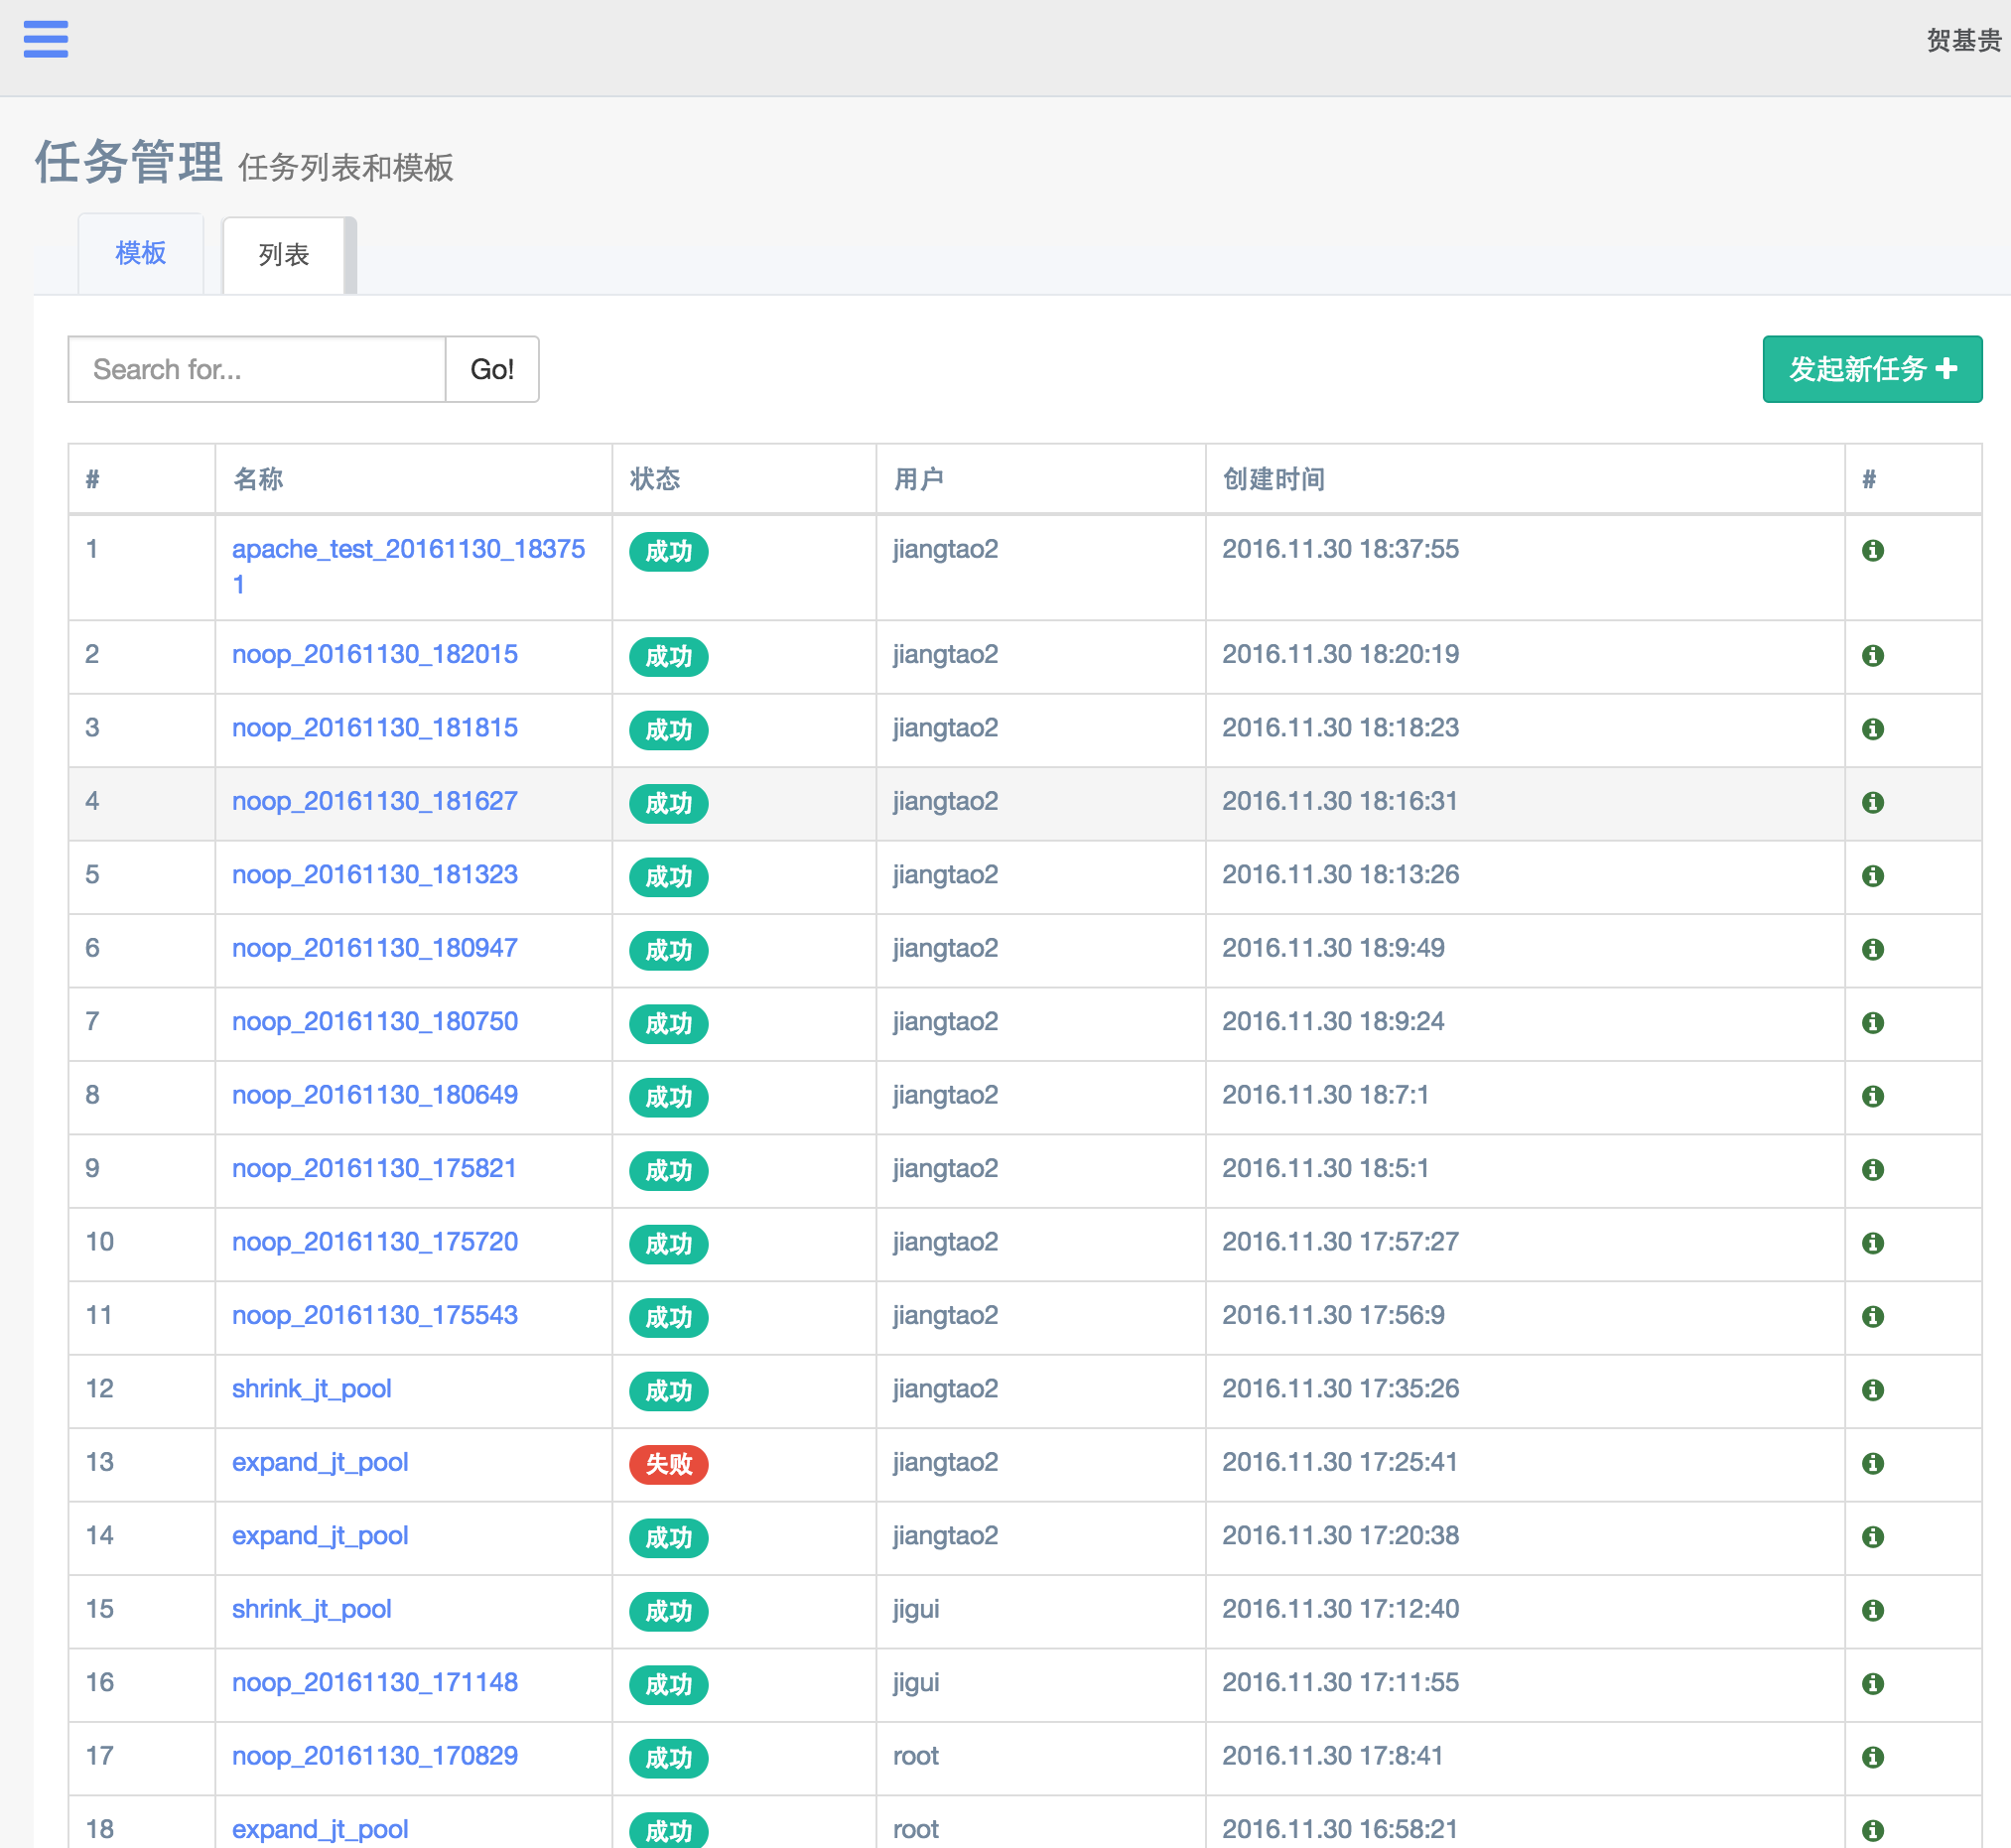 贺基贵
任务管理 任务列表和模板
模板 列表
Search for... Go! 发起新任务
# 名称 状态 用户 创建时间 #
1 apache_test_20161130_18375 成功 jiangtao2 2016.11.30 18:37:55
1
2 noop_20161130_182015 成功 jiangtao2 2016.11.30 18:20:19
3 noop_20161130_181815 成功 jiangtao2 2016.11.30 18:18:23
4 noop_20161130_181627 成功 jiangtao2 2016.11.30 18:16:31
5 noop_20161130_181323 成功 jiangtao2 2016.11.30 18:13:26
6 noop_20161130_180947 成功 jiangtao2 2016.11.30 18:9:49
7 noop_20161130_180750 成功 jiangtao2 2016.11.30 18:9:24
8 noop_20161130_180649 成功 jiangtao2 2016.11.30 18:7:1
9 noop_20161130_175821 成功 jiangtao2 2016.11.30 18:5:1
10 noop_20161130_175720 成功 jiangtao2 2016.11.30 17:57:27
11 noop_20161130_175543 成功 jiangtao2 2016.11.30 17:56:9
12 shrink_jt_pool 成功 jiangtao2 2016.11.30 17:35:26
13 expand_jt_pool 失败 jiangtao2 2016.11.30 17:25:41
14 expand_jt_pool 成功 jiangtao2 2016.11.30 17:20:38
15 shrink_jt_pool 成功 jigui 2016.11.30 17:12:40
16 noop_20161130_171148 成功 jigui 2016.11.30 17:11:55
17 noop_20161130_170829 成功 root 2016.11.30 17:8:41
18 expand_jt_pool 成功 root 2016.11.30 16:58:21